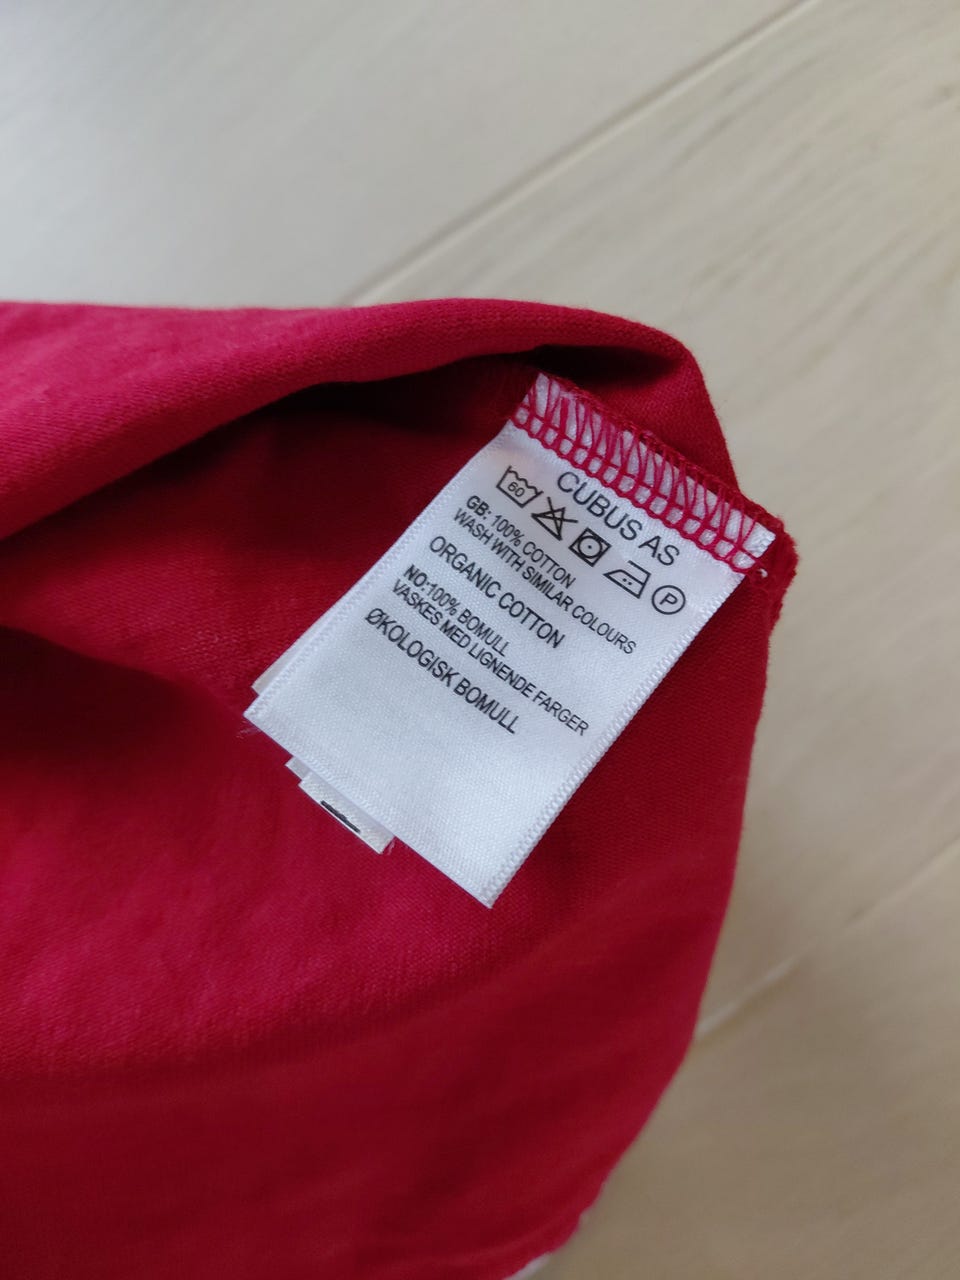 CUBUS AS
60 P
GB: 100% COTTON
WASH WITH SIMILAR COLOURS
ORGANIC COTTON
NO:100% BOMULL
VASKES MED LIGNENDE FARGER
ØKOLOGISK BOMULL